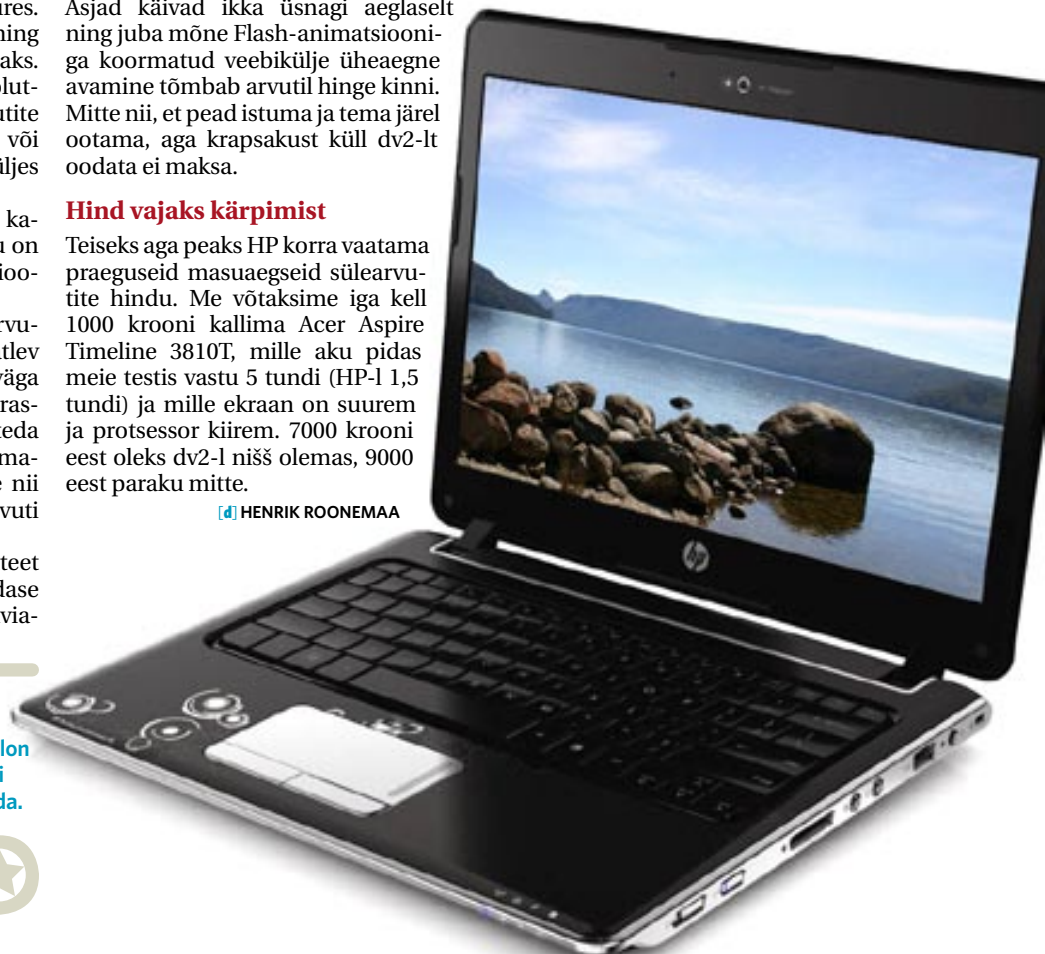 ures.
ning
aks.
olut-
utite
või
üljes
ka-
u on
ioo-
rvu-
tlev
väga
ras-
teda
ma-
e nii
vuti
teet
dase
via-
lon
i
da.
Asjad käivad ikka üsnagi aeglaselt
ning juba mõne Flash-animatsiooni-
ga koormatud veebikülje üheaegne
avamine tõmbab arvutil hinge kinni.
Mitte nii, et pead istuma ja tema järel
ootama, aga krapsakust küll dv2-lt
oodata ei maksa.
Hind vajaks kärpimist
Teiseks aga peaks HP korra vaatama
praeguseid masuaegseid sülearvu-
tite hindu. Me võtaksime iga kell
1000 krooni kallima Acer Aspire
Timeline 3810T, mille aku pidas
meie testis vastu 5 tundi (HP-l 1,5
tundi) ja mille ekraan on suurem
ja protsessor kiirem. 7000 krooni
eest oleks dv2-l nišš olemas, 9000
eest paraku mitte.
[d] HENRIK ROONEMAA
hp